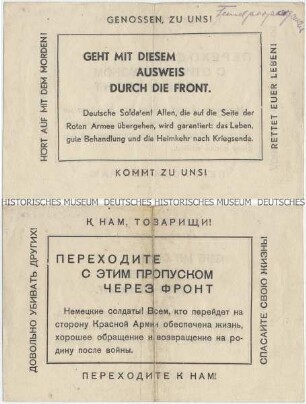 GENOSSEN, ZU UNS!
HÖRT AUF MIT DEM MORDEN!
GEHT MIT DIESEM
AUSWEIS
DURCH DIE FRONT.
Deutsche Soldaten! Allen, die auf die Seite der
Roten Armee übergehen, wird garantiert: das Leben,
gute Behandlung und die Heimkehr nach Kriegsende.
RETTET EUER LEBEN!
KOMMT ZU UNS!
DEUTSCHES HISTORISCHES MUSEUM
К НАМ, ТОВАРИЩИ!
ДОВОЛЬНО УБИВАТЬ ДРУГИХ!
ПЕРЕХОДИТЕ
С ЭТИМ ПРОПУСКОМ
ЧЕРЕЗ ФРОНТ
Немецкие солдаты! Всем, кто перейдет на
сторону Красной Армии обеспечена жизнь,
хорошее обращение и возвращение на ро-
дину после войны.
СПАСАЙТЕ СВОЮ ЖИЗНЬ!
ПЕРЕХОДИТЕ К НАМ!